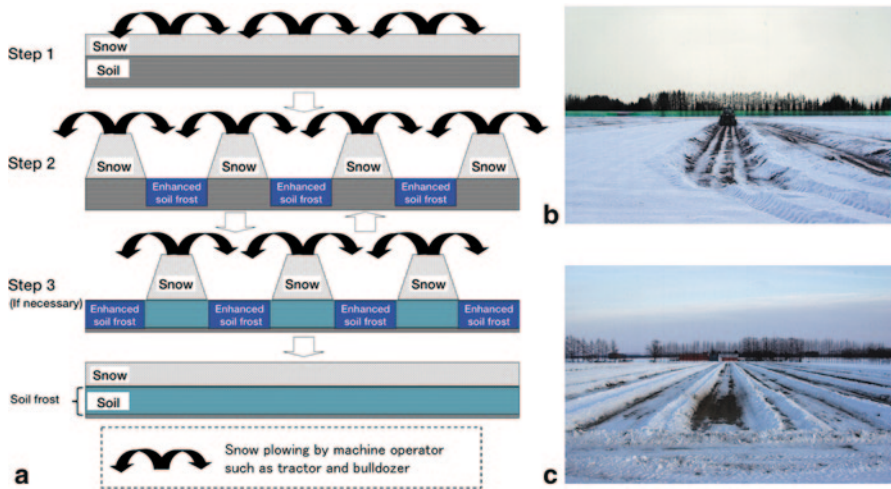 Step 1
Snow
Soil
Step 2
Snow
Snow
Snow
Snow
Enhanced
soil frost
Enhanced
soil frost
Enhanced
soil frost
b
Step 3
(If necessary)
Snow
Snow
Snow
Enhanced
soil frost
Enhanced
soil frost
Enhanced
soil frost
Enhanced
soil frost
Snow
Soil frost
Soil
Snow plowing by machine operator
such as tractor and bulldozer
a
c